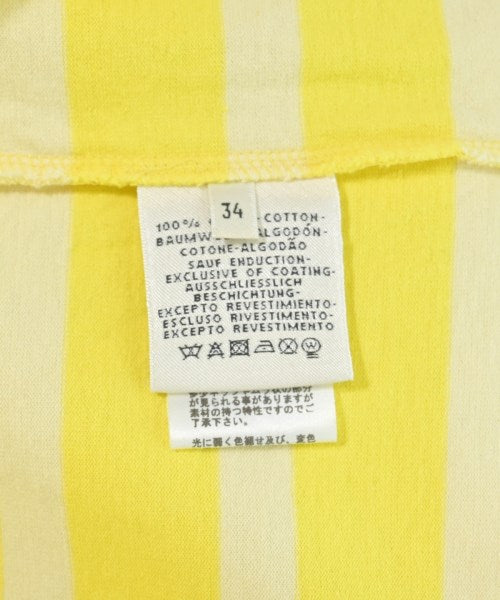 34
100% -COTTON-
-ALGODÓN-
COTONE-ALGODÃO
SAUF ENDUCTION-
EXCLUSIVE OF COATING-
AUSSCHLIESSLICH
BESCHICHTUNG-
EXCEPTO REVESTIMIENTO-
ESCLUSO RIVESTIMENTO-
EXCEPTO REVESTIMENTO
W
が見られる事がありますが
素材の持つ特性ですのでご
了承下さい。
光に弱く色褪せ及び、変色